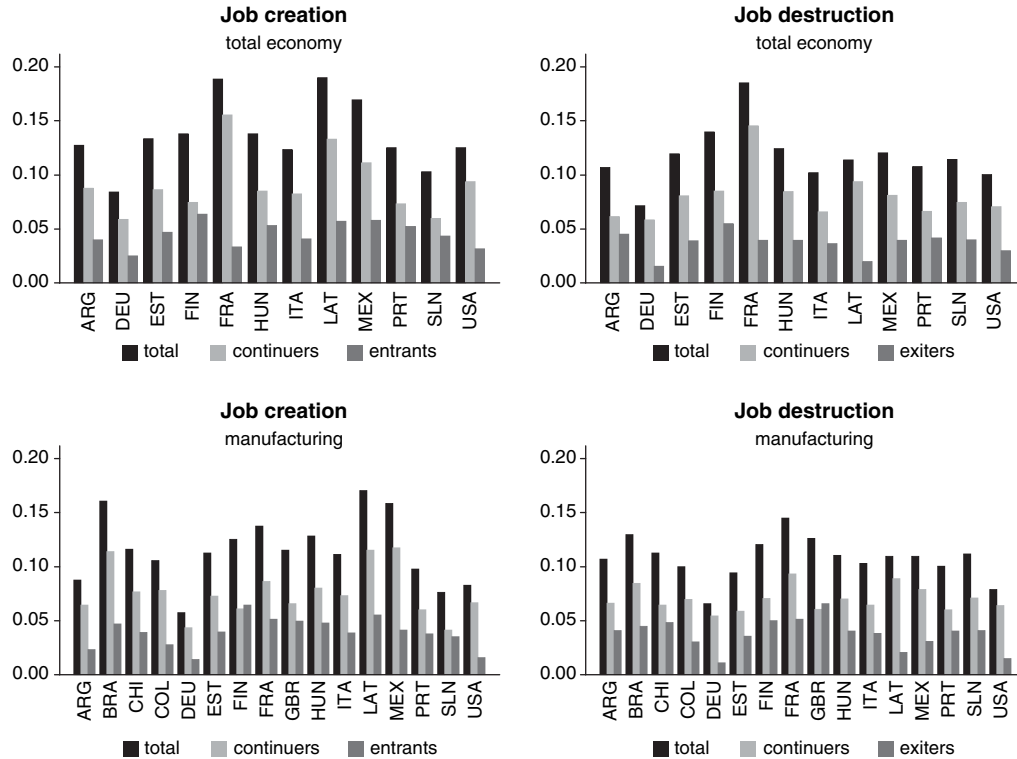 Job creation
total economy
0.20
0.15
0.10
0.05
0.00
ARG DEU EST FIN FRA HUN ITA LAT MEX PRT SLN USA
total continuers entrants
Job destruction
total economy
0.20
0.15
0.10
0.05
0.00
ARG DEU EST FIN FRA HUN ITA LAT MEX PRT SLN USA
total continuers exiters
Job creation
manufacturing
0.20
0.15
0.10
0.05
0.00
ARG BRA CHI COL DEU EST FIN FRA GBR HUN ITA LAT MEX PRT SLN USA
total continuers entrants
Job destruction
manufacturing
0.20
0.15
0.10
0.05
0.00
ARG BRA CHI COL DEU EST FIN FRA GBR HUN ITA LAT MEX PRT SLN USA
total continuers exiters